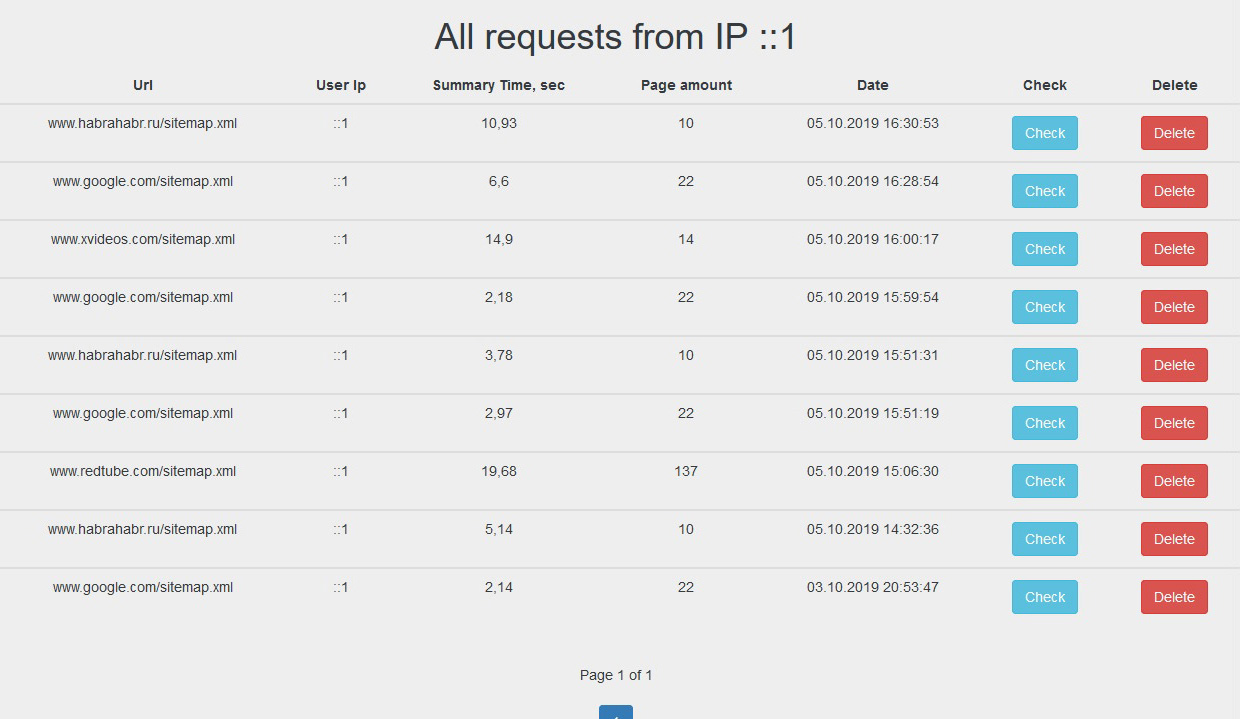 All requests from IP ::1
Url User Ip Summary Time, sec Page amount Date Check Delete
www.habrahabr.ru/sitemap.xml ::1 10,93 10 05.10.2019 16:30:53 Check Delete
www.google.com/sitemap.xml ::1 6,6 22 05.10.2019 16:28:54 Check Delete
www.xvideos.com/sitemap.xml ::1 14,9 14 05.10.2019 16:00:17 Check Delete
www.google.com/sitemap.xml ::1 2,18 22 05.10.2019 15:59:54 Check Delete
www.habrahabr.ru/sitemap.xml ::1 3,78 10 05.10.2019 15:51:31 Check Delete
www.google.com/sitemap.xml ::1 2,97 22 05.10.2019 15:51:19 Check Delete
www.redtube.com/sitemap.xml ::1 19,68 137 05.10.2019 15:06:30 Check Delete
www.habrahabr.ru/sitemap.xml ::1 5,14 10 05.10.2019 14:32:36 Check Delete
www.google.com/sitemap.xml ::1 2,14 22 03.10.2019 20:53:47 Check Delete
Page 1 of 1